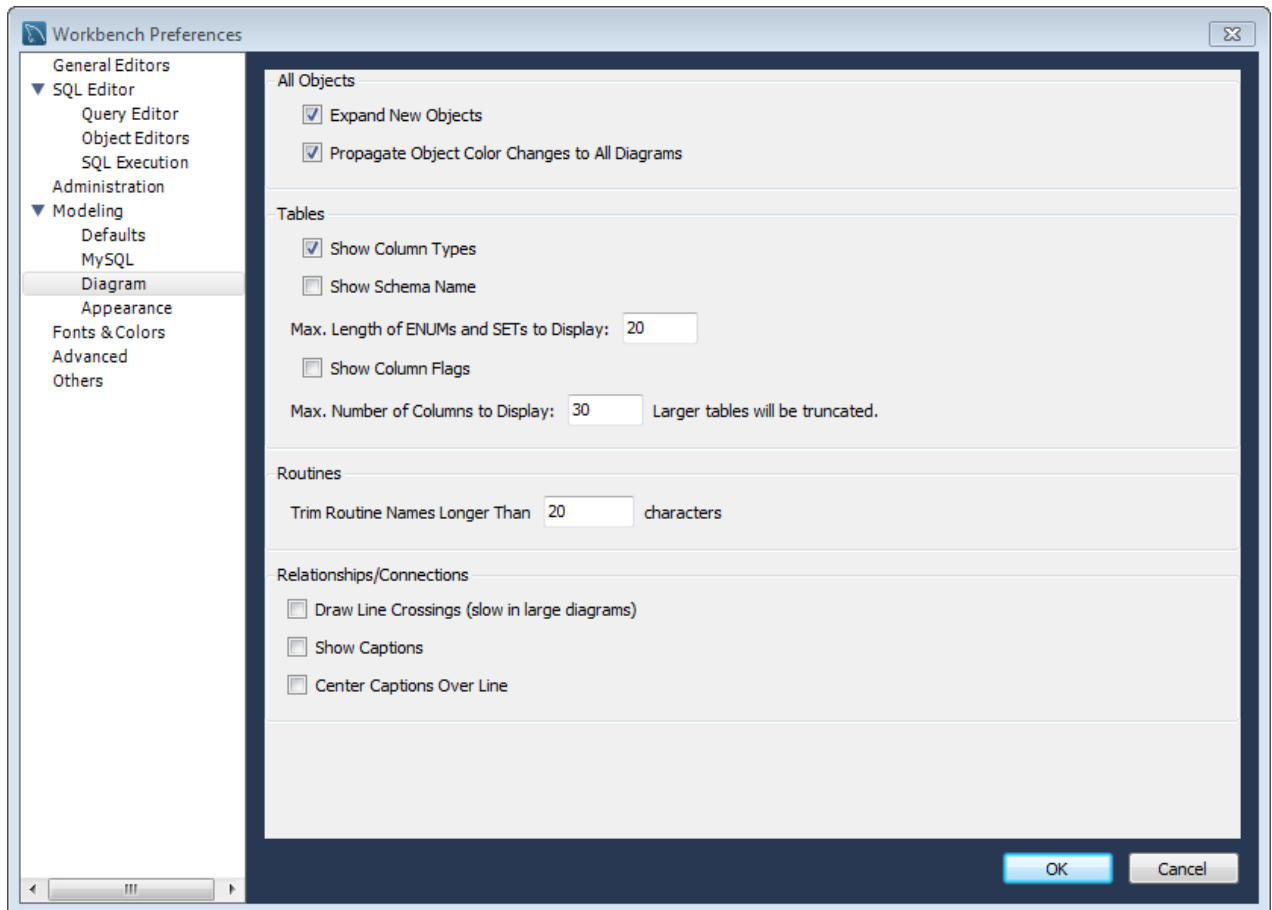 Workbench Preferences
General Editors
SQL Editor
Query Editor
Object Editors
SQL Execution
Administration
Modeling
Defaults
MySQL
Diagram
Appearance
Fonts & Colors
Advanced
Others
All Objects
Expand New Objects
Propagate Object Color Changes to All Diagrams
Tables
Show Column Types
Show Schema Name
Max. Length of ENUMs and SETs to Display: 20
Show Column Flags
Max. Number of Columns to Display: 30 Larger tables will be truncated.
Routines
Trim Routine Names Longer Than 20 characters
Relationships/Connections
Draw Line Crossings (slow in large diagrams)
Show Captions
Center Captions Over Line
OK Cancel